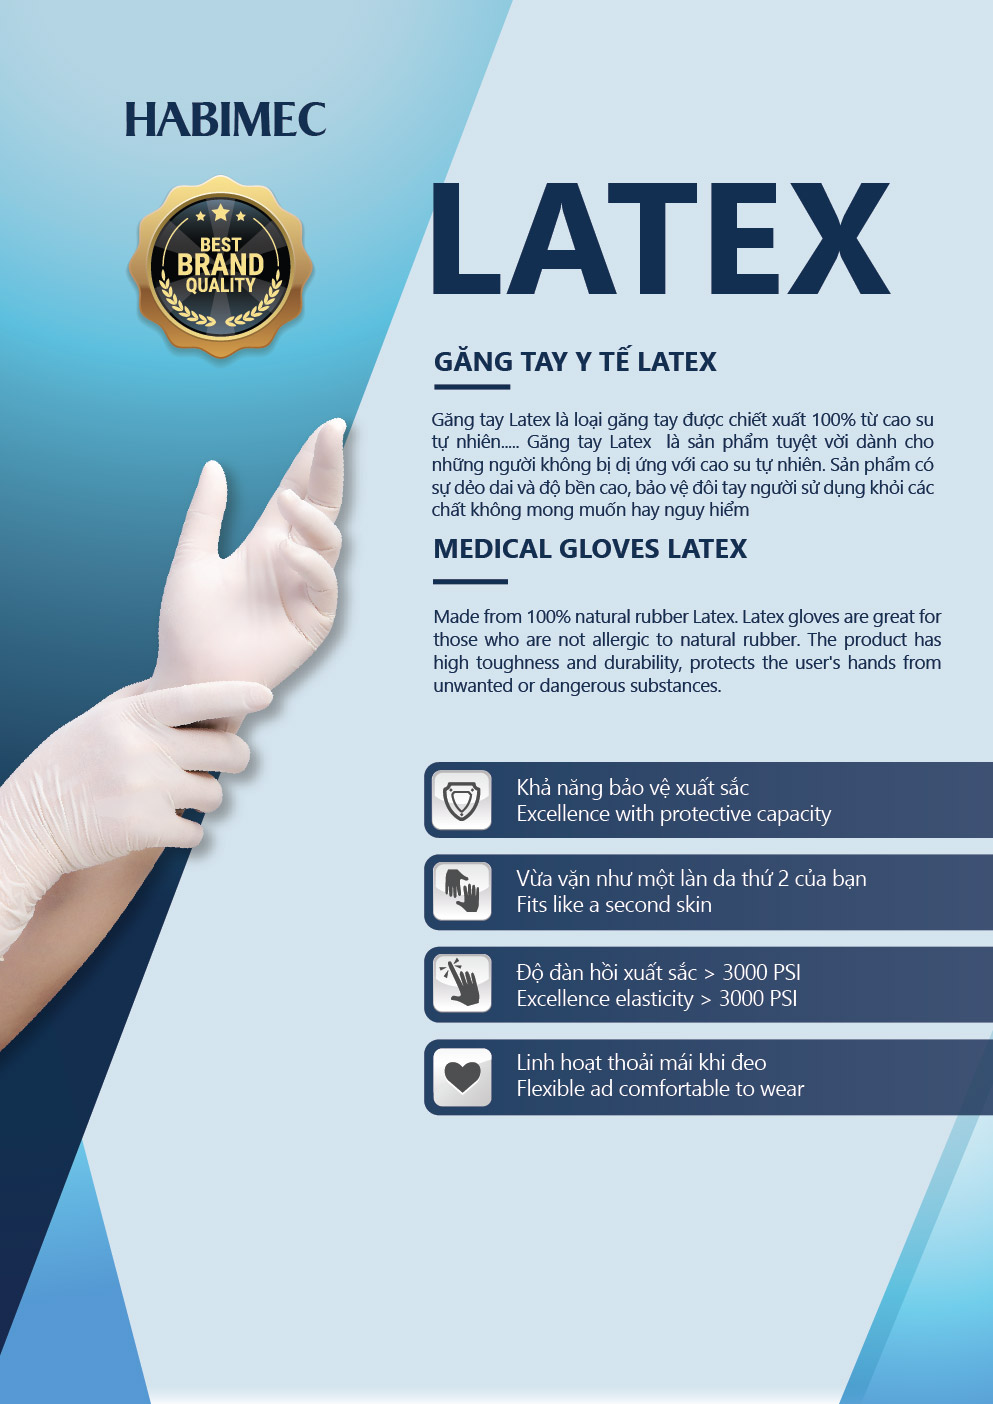 HABIMEC
BEST
BRAND
QUALITY
LATEX
GĂNG TAY Y TẾ LATEX
Găng tay Latex là loại găng tay được chiết xuất 100% từ cao su
tự nhiên..... Găng tay Latex là sản phẩm tuyệt vời dành cho
những người không bị dị ứng với cao su tự nhiên. Sản phẩm có
sự dẻo dai và độ bền cao, bảo vệ đôi tay người sử dụng khỏi các
chất không mong muốn hay nguy hiểm
MEDICAL GLOVES LATEX
Made from 100% natural rubber Latex. Latex gloves are great for
those who are not allergic to natural rubber. The product has
high toughness and durability, protects the user's hands from
unwanted or dangerous substances.
Khả năng bảo vệ xuất sắc
Excellence with protective capacity
Vừa vặn như một làn da thứ 2 của bạn
Fits like a second skin
Độ đàn hồi xuất sắc > 3000 PSI
Excellence elasticity > 3000 PSI
Linh hoạt thoải mái khi đeo
Flexible ad comfortable to wear